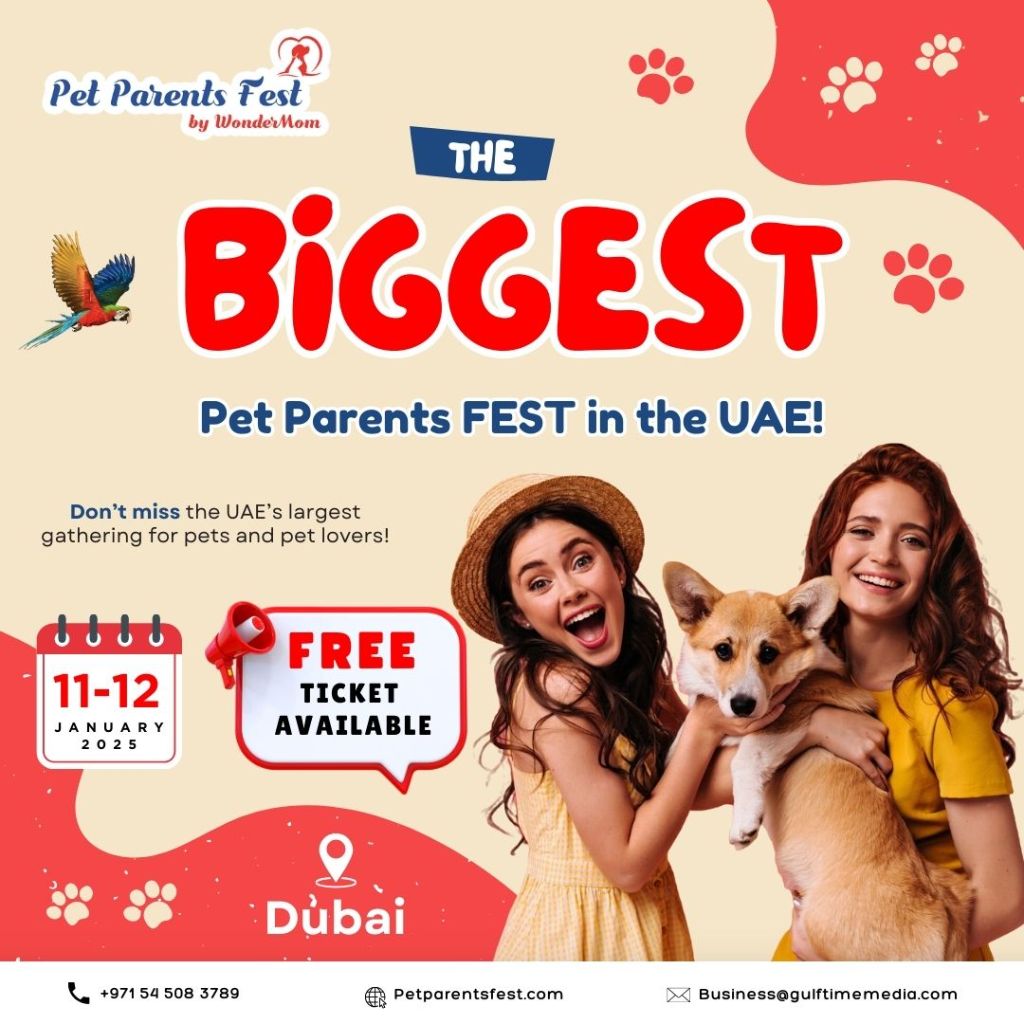 Pet Parents Fest
by WonderMom
THE
BiGGEST
Pet Parents FEST in the UAE!
Don't miss the UAE's largest
gathering for pets and pet lovers!
11-12
JANUARY
2025
FREE
TICKET
AVAILABLE
Dubai
+971 54 508 3789
Petparentsfest.com
Business@gulftimemedia.com